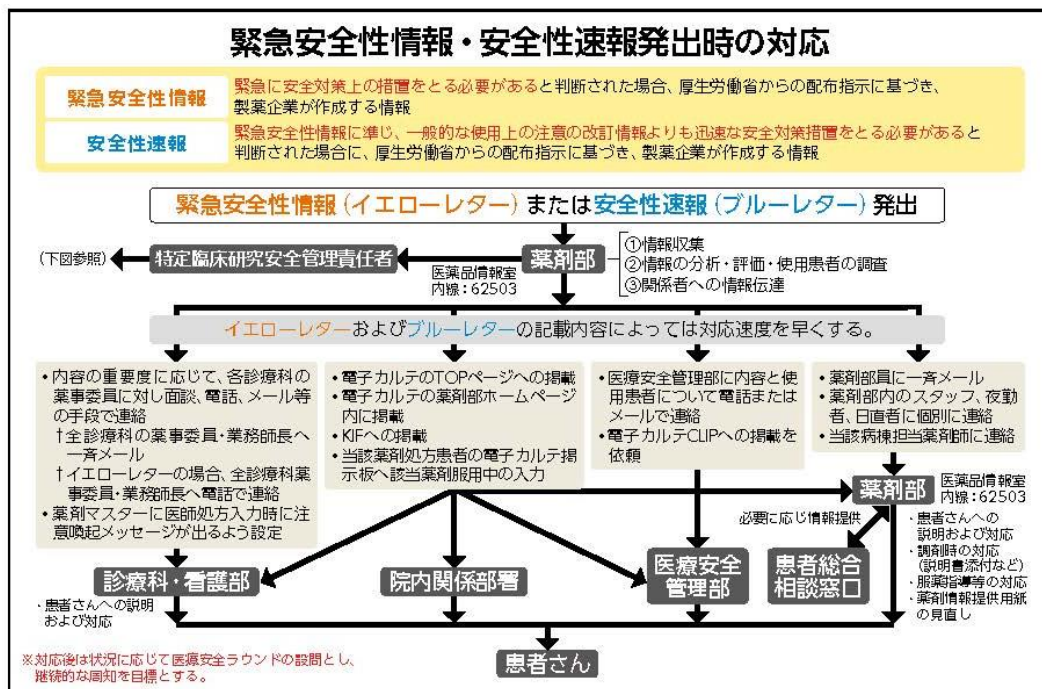 緊急安全性情報・安全性速報発出時の対応
緊急安全性情報
緊急に安全対策上の措置をとる必要があると判断された場合、厚生労働省からの配布指示に基づき、
製薬企業が作成する情報
安全性速報
緊急安全性情報に準じ、一般的な使用上の注意の改訂情報よりも迅速な安全対策措置をとる必要があると
判断された場合に、厚生労働省からの配布指示に基づき、製薬企業が作成する情報
緊急安全性情報(イエローレター)または安全性速報(ブルーレター)発出
(下図参照)
特定臨床研究安全管理責任者
医薬品情報室
内線:62503
薬剤部
①情報収集
②情報の分析・評価・使用患者の調査
③関係者への情報伝達
イエローレターおよびブルーレターの記載内容によっては対応速度を早くする。
・内容の重要度に応じて、各診療科の
薬事委員に対し面談、電話、メール等
の手段で連絡
†全診療科の薬事委員・業務師長へ
一斉メール
†イエローレターの場合、全診療科薬
事委員・業務師長へ電話で連絡
・薬剤マスターに医師処方入力時に注
意喚起メッセージが出るよう設定
・電子カルテのTOPページへの掲載
・電子カルテの薬剤部ホームページ
内に掲載
・KIFへの掲載
・当該薬剤処方患者の電子カルテ掲
示板へ該当薬剤服用中の入力
・医療安全管理部に内容と使
用患者について電話または
メールで連絡
・電子カルテCLIPへの掲載を
依頼
・薬剤部員に一斉メール
・薬剤部内のスタッフ、夜勤
者、日直者に個別に連絡
・当該病棟担当薬剤師に連絡
薬剤部
医薬品情報室
内線:62503
必要に応じ情報提供
・患者さんへの
説明および対応
・調剤時の対応
(説明書添付など)
・服薬指導等の対応
・薬剤情報提供用紙
の見直し
診療科・看護部
・患者さんへの説明
および対応
院内関係部署
医療安全
管理部
患者総合
相談窓口
患者さん
※対応後は状況に応じて医療安全ラウンドの設問とし、
継続的な周知を目標とする。